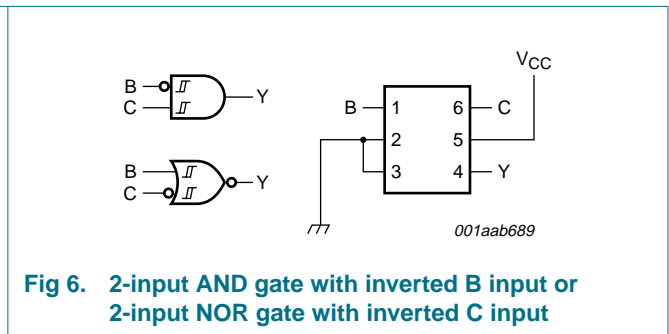 B
C
Y
B
C
Y
VCC
B 1 6 C
2 5
3 4 Y
001aab689
Fig 6. 2-input AND gate with inverted B input or
2-input NOR gate with inverted C input